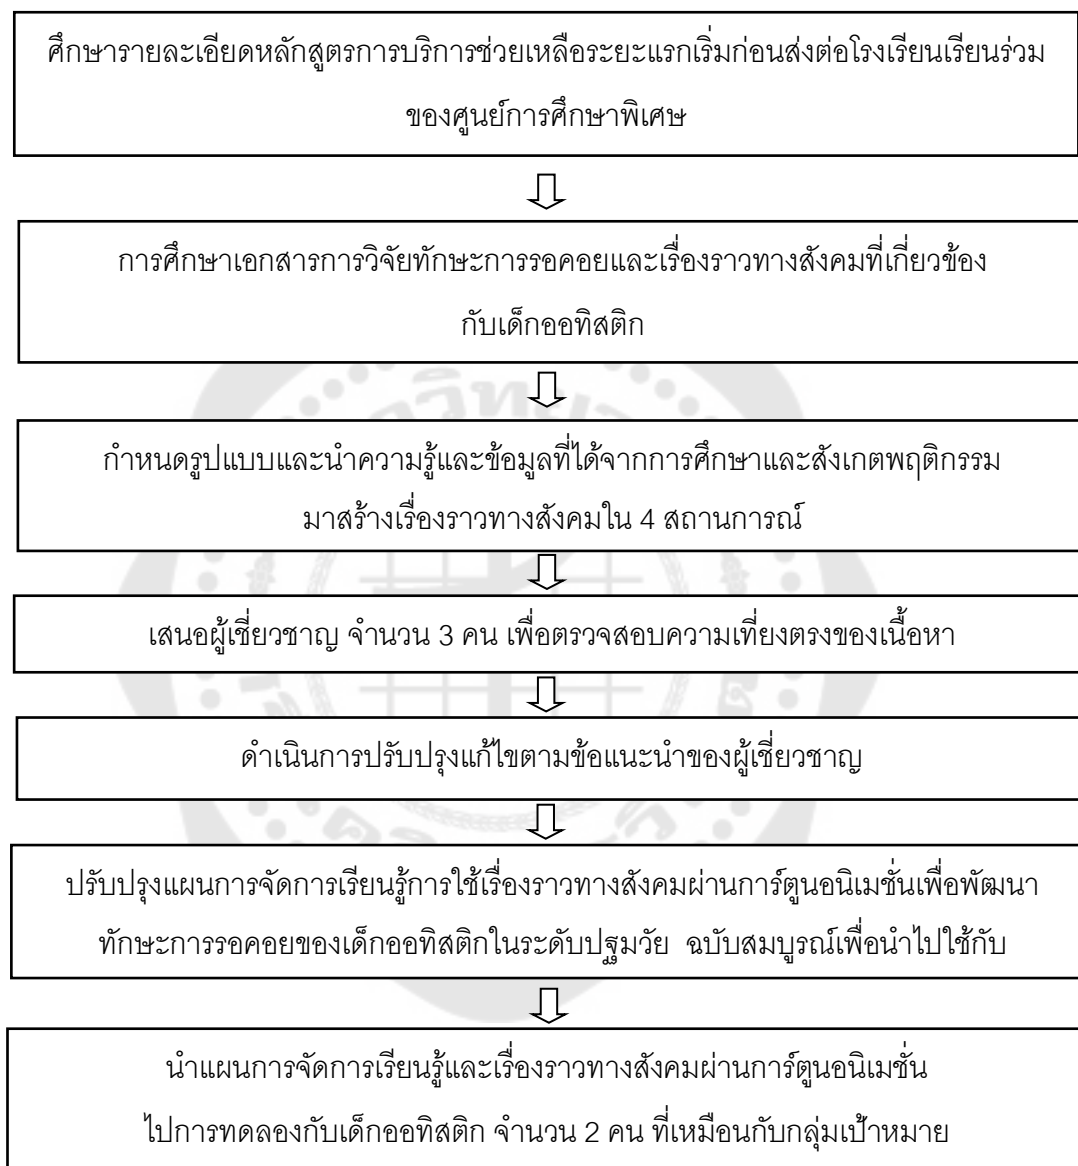 ศึกษารายละเอียดหลักสูตรการบริการช่วยเหลือระยะแรกเริ่มก่อนส่งต่อโรงเรียนเรียนร่วม
ของศูนย์การศึกษาพิเศษ
การศึกษาเอกสารการวิจัยทักษะการรอคอยและเรื่องราวทางสังคมที่เกี่ยวข้อง
กับเด็กออทิสติก
กำหนดรูปแบบและนำความรู้และข้อมูลที่ได้จากการศึกษาและสังเกตพฤติกรรม
มาสร้างเรื่องราวทางสังคมใน 4 สถานการณ์
เสนอผู้เชี่ยวชาญ จำนวน 3 คน เพื่อตรวจสอบความเที่ยงตรงของเนื้อหา
ดำเนินการปรับปรุงแก้ไขตามข้อแนะนำของผู้เชี่ยวชาญ
ปรับปรุงแผนการจัดการเรียนรู้การใช้เรื่องราวทางสังคมผ่านการ์ตูนอนิเมชั่นเพื่อพัฒนา
ทักษะการรอคอยของเด็กออทิสติกในระดับปฐมวัย ฉบับสมบูรณ์เพื่อนำไปใช้กับ
นำแผนการจัดการเรียนรู้และเรื่องราวทางสังคมผ่านการ์ตูนอนิเมชั่น
ไปการทดลองกับเด็กออทิสติก จำนวน 2 คน ที่เหมือนกับกลุ่มเป้าหมาย